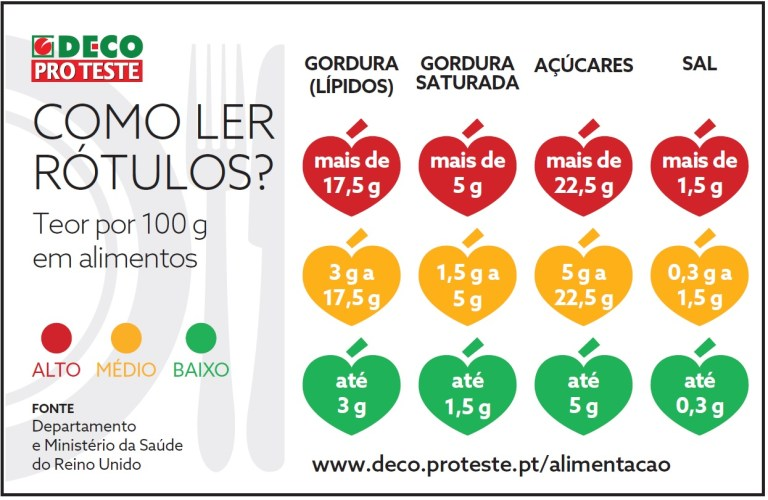 DECO
PROTESTE
COMO LER
RÓTULOS?
Teor por 100 g
em alimentos
ALTO MÉDIO BAIXO
FONTE
Departamento
e Ministério da Saúde
do Reino Unido
GORDURA
(LÍPIDOS)
GORDURA
SATURADA
AÇÚCARES
SAL
mais de
17,5 g
mais de
5 g
mais de
22,5 g
mais de
1,5 g
3 g a
17,5 g
1,5 g a
5 g
5 g a
22,5 g
0,3 g a
1,5 g
até
3 g
até
1,5 g
até
5 g
até
0,3 g
www.deco.proteste.pt/alimentacao